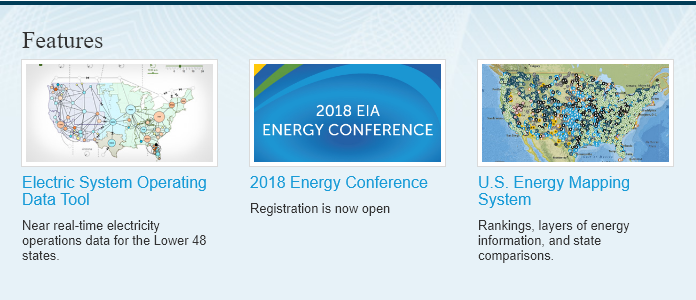 Features
2018 EIA
ENERGY CONFERENCE
Electric System Operating
Data Tool
Near real-time electricity
operations data for the Lower 48
states.
2018 Energy Conference
Registration is now open
U.S. Energy Mapping
System
Rankings, layers of energy
information, and state
comparisons.